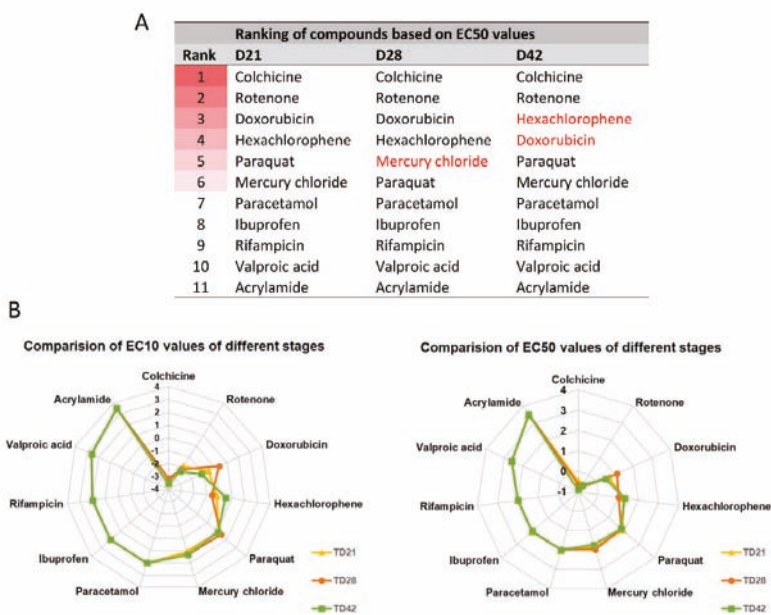 A
Ranking of compounds based on EC50 values
Rank D21 D28 D42
1 Colchicine Colchicine Colchicine
2 Rotenone Rotenone Rotenone
3 Doxorubicin Doxorubicin Hexachlorophene
4 Hexachlorophene Hexachlorophene Doxorubicin
5 Paraquat Mercury chloride Paraquat
6 Mercury chloride Paraquat Mercury chloride
7 Paracetamol Paracetamol Paracetamol
8 Ibuprofen Ibuprofen Ibuprofen
9 Rifampicin Rifampicin Rifampicin
10 Valproic acid Valproic acid Valproic acid
11 Acrylamide Acrylamide Acrylamide
B
Comparision of EC10 values of different stages
Colchicine
Rotenone
Doxorubicin
Hexachlorophene
Paraquat
Mercury chloride
Paracetamol
Ibuprofen
Rifampicin
Valproic acid
Acrylamide
4
3
2
1
0
-1
-2
-3
-4
TD21
TD28
TD42
Comparision of EC50 values of different stages
Colchicine
Rotenone
Doxorubicin
Hexachlorophene
Paraquat
Mercury chloride
Paracetamol
Ibuprofen
Rifampicin
Valproic acid
Acrylamide
4
3
2
1
0
-1
TD21
TD28
TD42